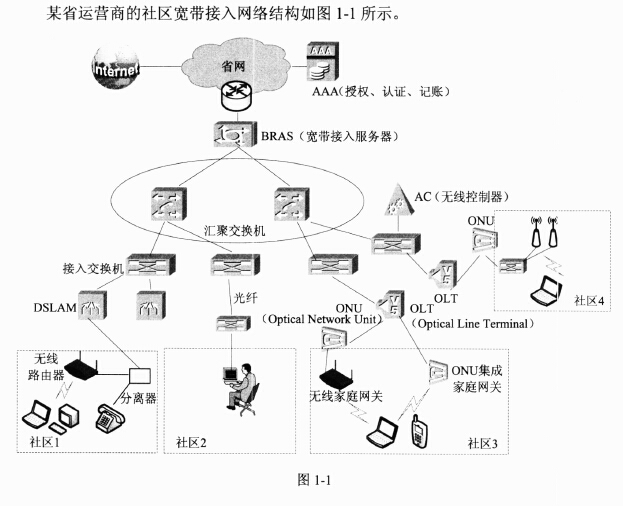 某省运营商的社区宽带接入网络结构如图 1-1 所示。
Internet
省网
AAA
AAA（授权、认证、记账）
BRAS（宽带接入服务器）
AC（无线控制器）
ONU
汇聚交换机
接入交换机
光纤
OLT
社区4
DSLAM
ONU
(Optical Network Unit)
OLT
(Optical Line Terminal)
无线
路由器
分离器
无线家庭网关
ONU集成
家庭网关
社区1
社区2
社区3
图 1-1